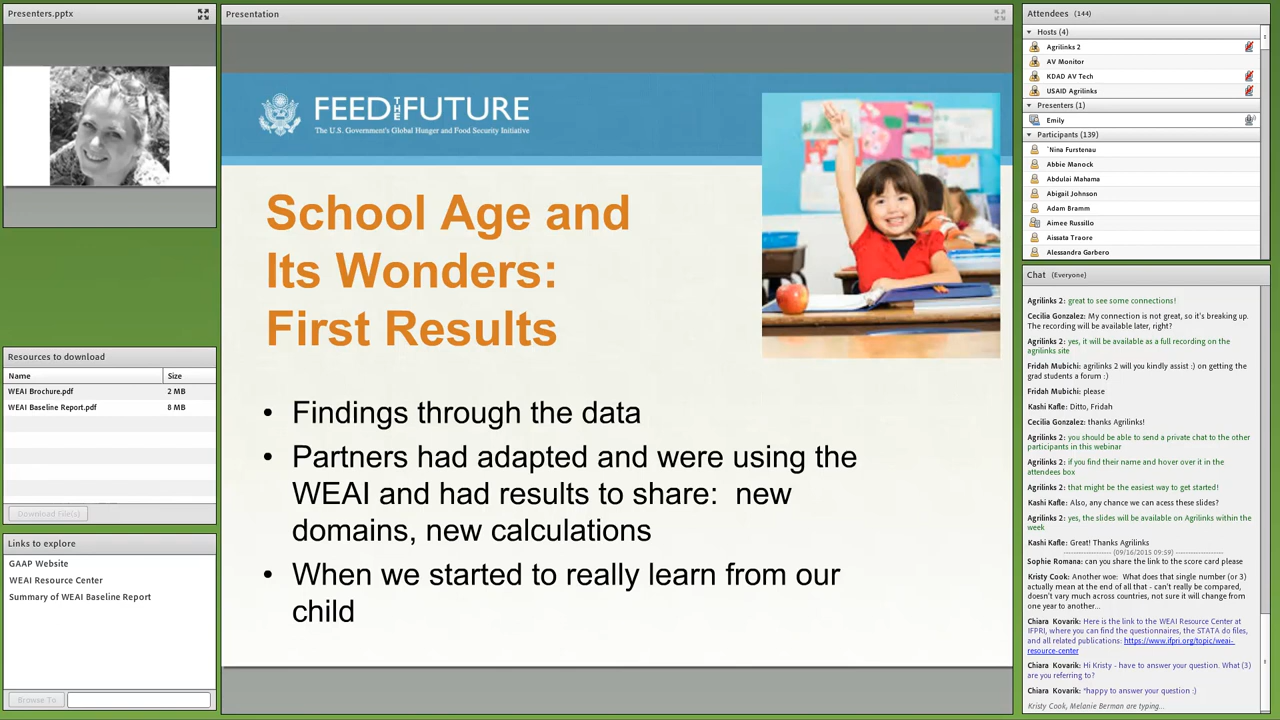 Presenters.pptx
Presentation
FEED THE FUTURE
The U.S. Government's Global Hunger and Food Security Initiative
School Age and
Its Wonders:
First Results
• Findings through the data
• Partners had adapted and were using the
WEAI and had results to share:  new
domains, new calculations
• When we started to really learn from our
child
Resources to download
Name Size
WEAI Brochure.pdf 2 MB
WEAI Baseline Report.pdf 8 MB
Download File(s)
Links to explore
GAAP Website
WEAI Resource Center
Summary of WEAI Baseline Report
Browse To
Attendees (144)
Hosts (4)
Agrilinks 2
AV Monitor
KDAD AV Tech
USAID Agrilinks
Presenters (1)
Emily
Participants (139)
`Nina Furstenau
Abbie Manock
Abdulai Mahama
Abigail Johnson
Adam Bramm
Aimee Russillo
Aissata Traore
Alessandra Garbero
Chat (Everyone)
Agrilinks 2: great to see some connections!
Cecilia Gonzalez: My connection is not great, so it's breaking up.
The recording will be available later, right?
Agrilinks 2: yes, it will be available as a full recording on the
agrilinks site
Fridah Mubichi: agrilinks 2 will you kindly assist :) on getting the
grad students a forum :)
Fridah Mubichi: please
Kashi Kafle: Ditto, Fridah
Cecilia Gonzalez: thanks Agrilinks!
Agrilinks 2: you should be able to send a private chat to the other
participants in this webinar
Agrilinks 2: if you find their name and hover over it in the
attendees box
Agrilinks 2: that might be the easiest way to get started!
Kashi Kafle: Also, any chance we can acess these slides?
Agrilinks 2: yes, the slides will be available on Agrilinks within the
week
Kashi Kafle: Great! Thanks Agrilinks
------------------- (09/16/2015 09:59) -------------------
Sophie Romana: can you share the link to the score card please
Kristy Cook: Another woe:  What does that single number (or 3)
actually mean at the end of all that - can't really be compared,
doesn't vary much across countries, not sure it will change from
one year to another...
Chiara Kovarik: Here is the link to the WEAI Resource Center at
IFPRI, where you can find the questionnaires, the STATA do files,
and all related publications: https://www.ifpri.org/topic/weai-
resource-center
Chiara Kovarik: Hi Kristy - have to answer your question. What (3)
are you referring to?
Chiara Kovarik: *happy to answer your question :)
Kristy Cook, Melanie Berman are typing...